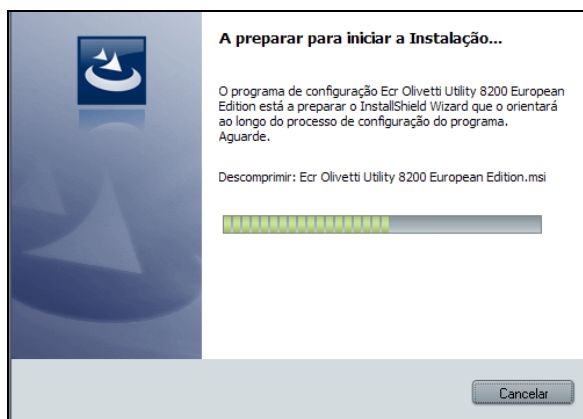 A preparar para iniciar a Instalação...
O programa de configuração Ecr Olivetti Utility 8200 European
Edition está a preparar o InstallShield Wizard que o orientará
ao longo do processo de configuração do programa.
Aguarde.
Descomprimir: Ecr Olivetti Utility 8200 European Edition.msi
Cancelar